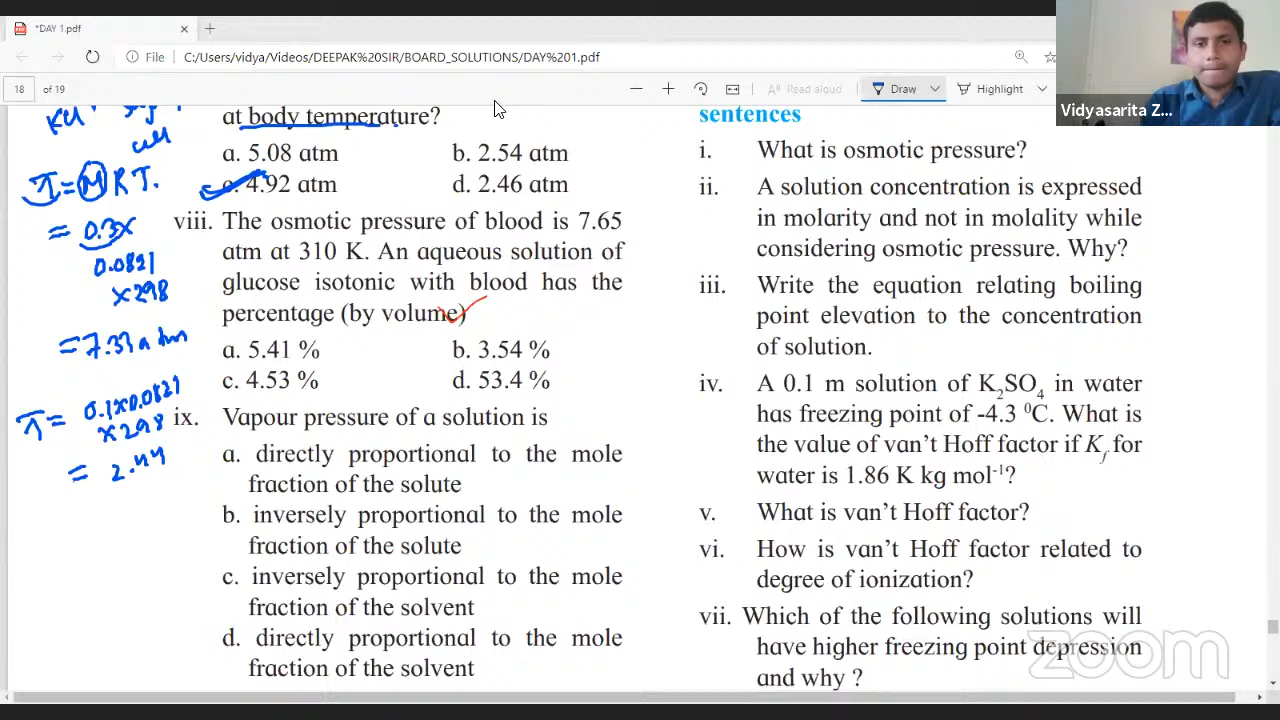 *DAY 1.pdf
File
C:/Users/vidya/Videos/DEEPAK%20SIR/BOARD_SOLUTIONS/DAY%201.pdf
18 of 19
Read aloud
Draw
Highlight
Vidyasarita Z...
at body temperature?
a. 5.08 atm b. 2.54 atm
c. 4.92 atm d. 2.46 atm
viii. The osmotic pressure of blood is 7.65
atm at 310 K. An aqueous solution of
glucose isotonic with blood has the
percentage (by volume)
a. 5.41 % b. 3.54 %
c. 4.53 % d. 53.4 %
ix. Vapour pressure of a solution is
a. directly proportional to the mole
fraction of the solute
b. inversely proportional to the mole
fraction of the solute
c. inversely proportional to the mole
fraction of the solvent
d. directly proportional to the mole
fraction of the solvent
cell
π = M R T.
= 0.3x
0.0821
x298
= 7.33 atm
π = 0.1x0.0821
x298
= 2.44
sentences
i. What is osmotic pressure?
ii. A solution concentration is expressed
in molarity and not in molality while
considering osmotic pressure. Why?
iii. Write the equation relating boiling
point elevation to the concentration
of solution.
iv. A 0.1 m solution of K₂SO₄ in water
has freezing point of -4.3 ⁰C. What is
the value of van’t Hoff factor if K_f for
water is 1.86 K kg mol⁻¹?
v. What is van’t Hoff factor?
vi. How is van’t Hoff factor related to
degree of ionization?
vii. Which of the following solutions will
have higher freezing point depression
and why ?
zoom